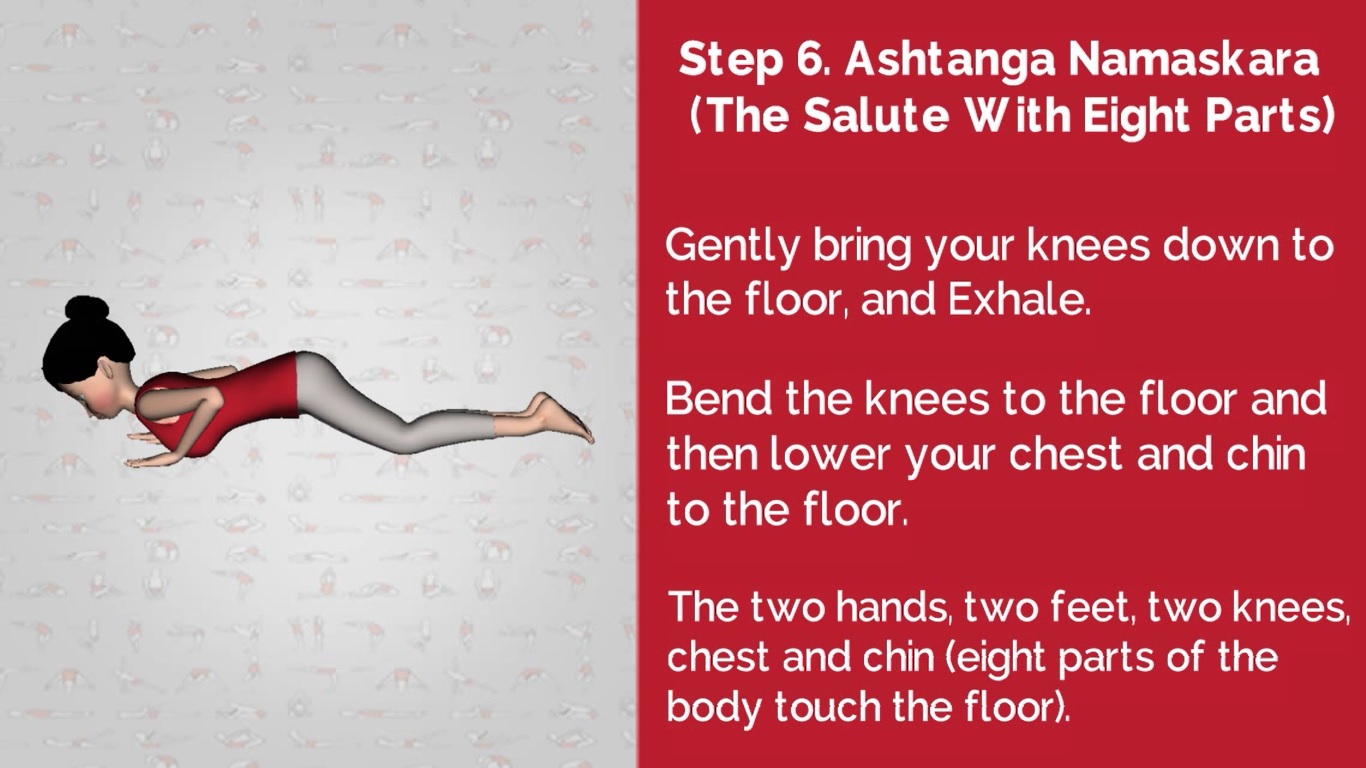 Step 6. Ashtanga Namaskara
(The Salute With Eight Parts)
Gently bring your knees down to
the floor, and Exhale.
Bend the knees to the floor and
then lower your chest and chin
to the floor.
The two hands, two feet, two knees,
chest and chin (eight parts of the
body touch the floor).